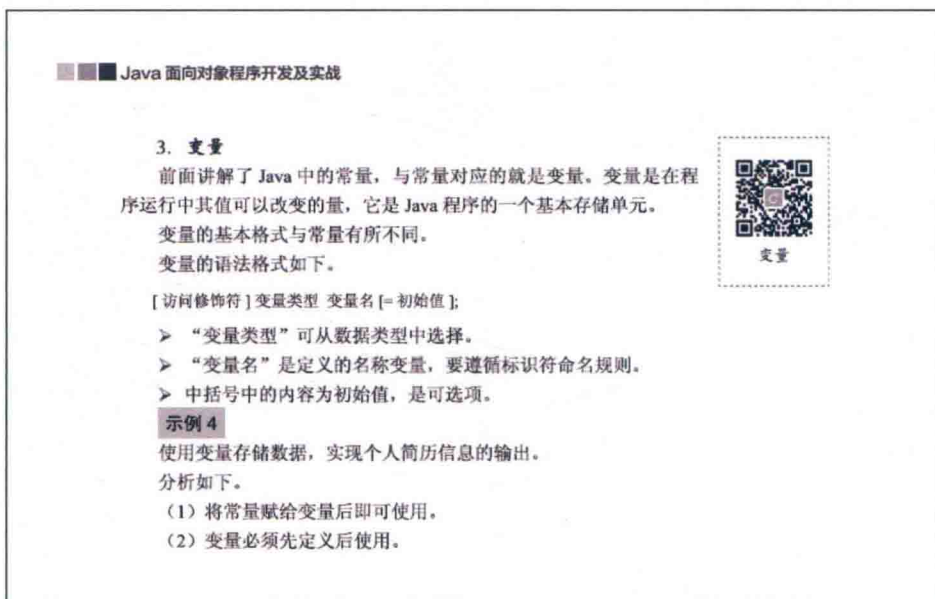 Java 面向对象程序开发及实战
3. 变量
前面讲解了 Java 中的常量，与常量对应的就是变量。变量是在程
序运行中其值可以改变的量，它是 Java 程序的一个基本存储单元。
变量的基本格式与常量有所不同。
变量的语法格式如下。
[ 访问修饰符 ] 变量类型 变量名 [= 初始值 ];
➢ “变量类型”可从数据类型中选择。
➢ “变量名”是定义的名称变量，要遵循标识符命名规则。
➢ 中括号中的内容为初始值，是可选项。
示例 4
使用变量存储数据，实现个人简历信息的输出。
分析如下。
（1）将常量赋给变量后即可使用。
（2）变量必须先定义后使用。
变量